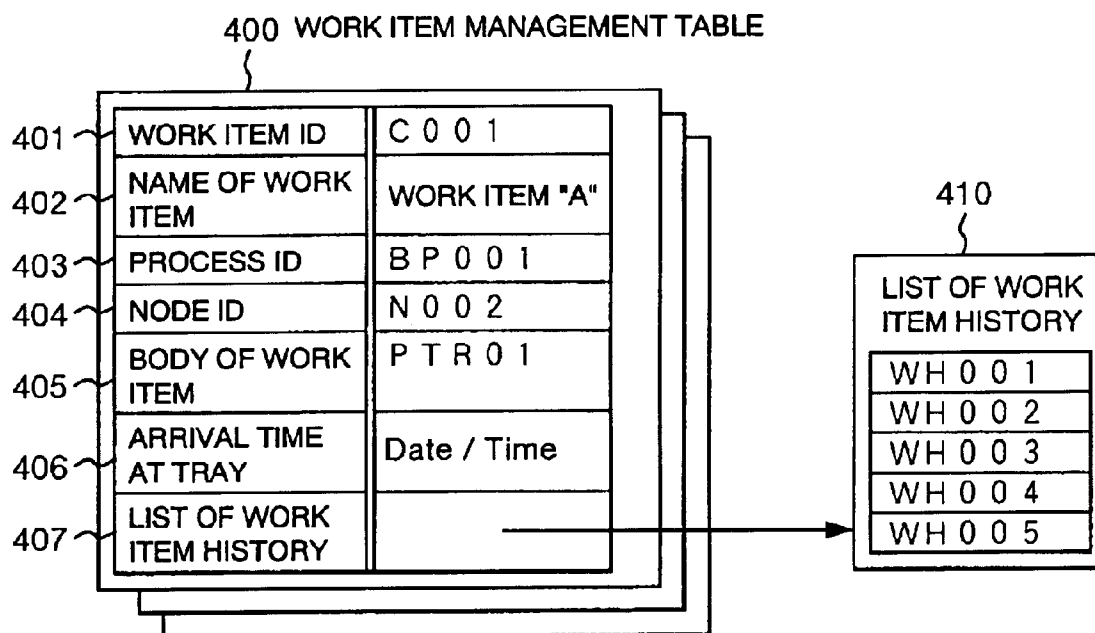 400 WORK ITEM MANAGEMENT TABLE
401 WORK ITEM ID C001
402 NAME OF WORK ITEM WORK ITEM "A"
403 PROCESS ID BP001
404 NODE ID N002
405 BODY OF WORK ITEM PTR01
406 ARRIVAL TIME AT TRAY Date / Time
407 LIST OF WORK ITEM HISTORY
410
LIST OF WORK
ITEM HISTORY
WH001
WH002
WH003
WH004
WH005